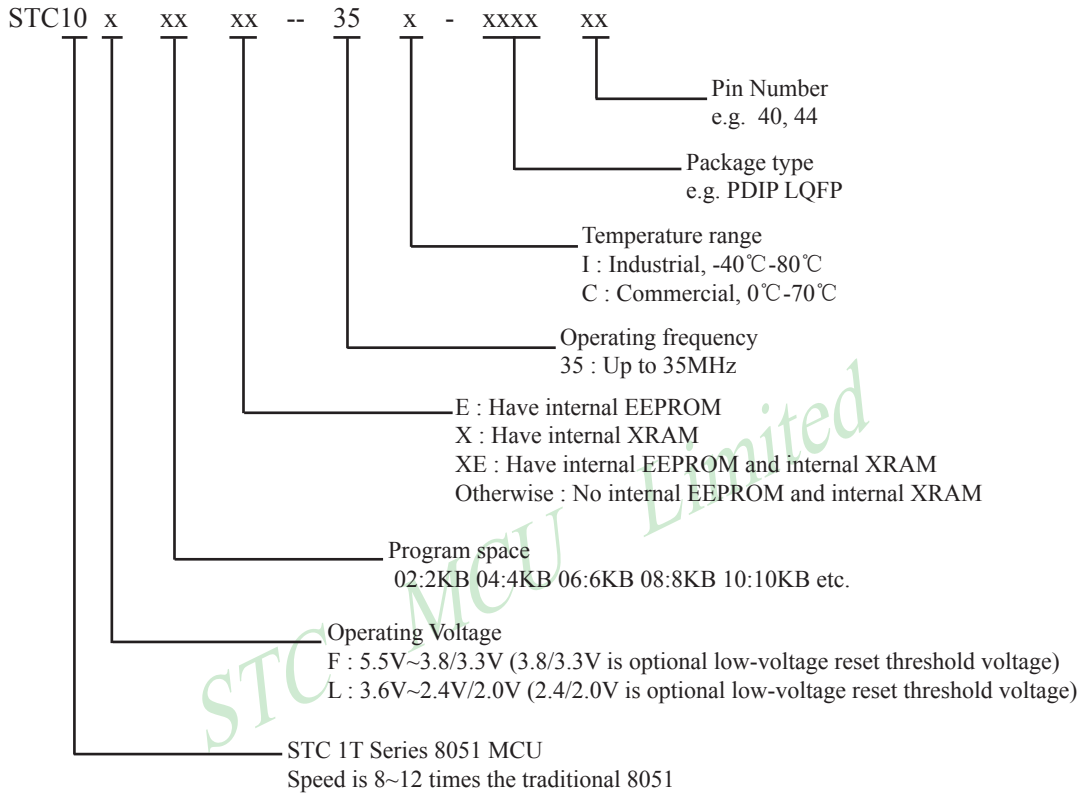 STC10 x xx xx -- 35 x - xxxx xx
Pin Number
e.g. 40, 44
Package type
e.g. PDIP LQFP
Temperature range
I : Industrial, -40℃-80℃
C : Commercial, 0℃-70℃
Operating frequency
35 : Up to 35MHz
E : Have internal EEPROM
X : Have internal XRAM
XE : Have internal EEPROM and internal XRAM
Otherwise : No internal EEPROM and internal XRAM
Program space
02:2KB 04:4KB 06:6KB 08:8KB 10:10KB etc.
Operating Voltage
F : 5.5V~3.8/3.3V (3.8/3.3V is optional low-voltage reset threshold voltage)
L : 3.6V~2.4V/2.0V (2.4/2.0V is optional low-voltage reset threshold voltage)
STC 1T Series 8051 MCU
Speed is 8~12 times the traditional 8051
STC MCU Limited